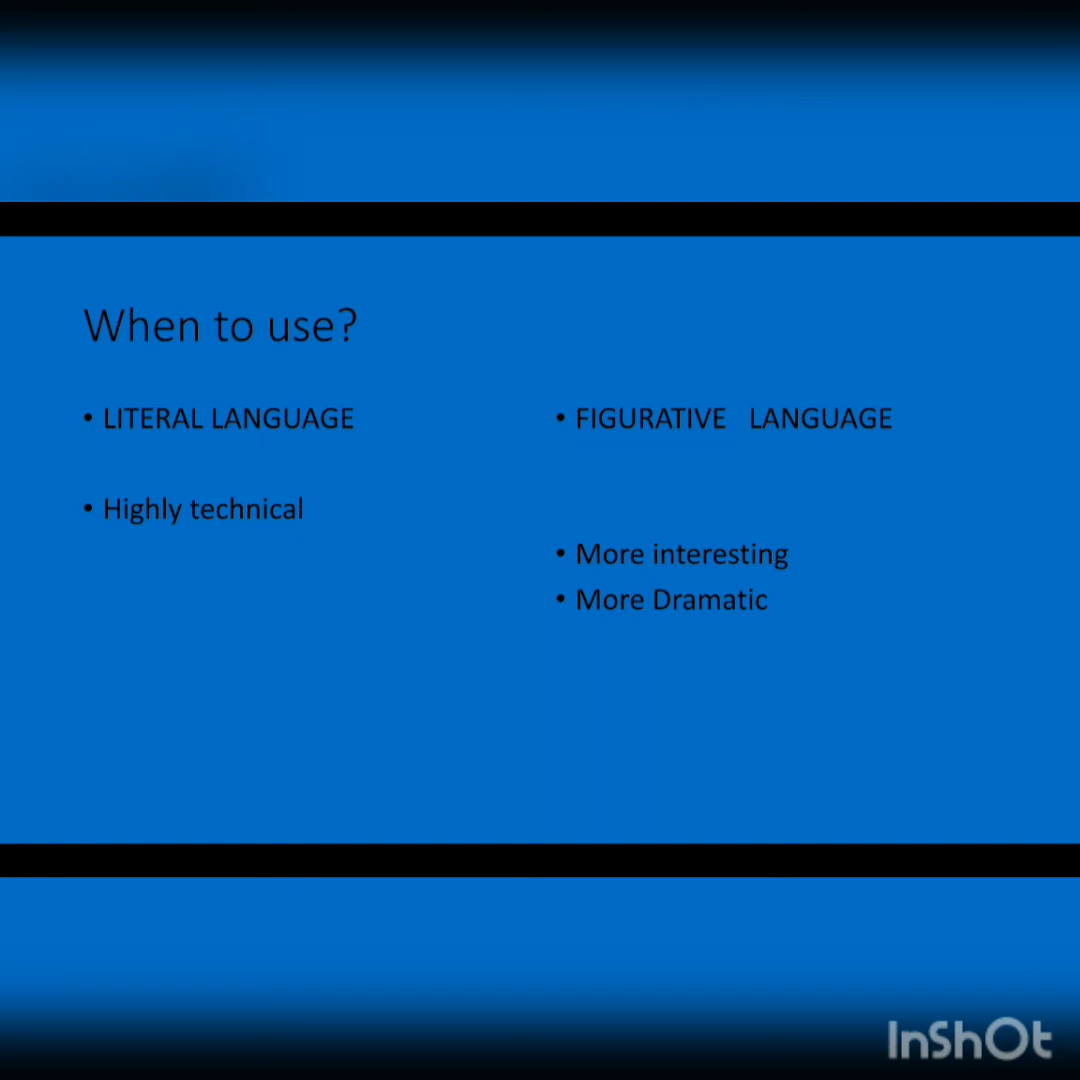 When to use?
• LITERAL LANGUAGE
• Highly technical
• FIGURATIVE LANGUAGE
• More interesting
• More Dramatic
InShOt